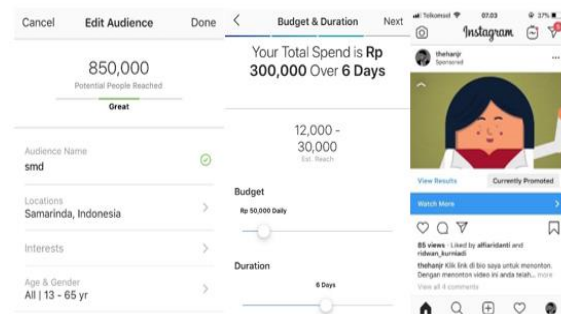 Cancel Edit Audience Done
850,000
Potential People Reached
Great
Audience Name
smd
Locations
Samarinda, Indonesia
Interests
Age & Gender
All | 13 - 65 yr
Budget & Duration Next
Your Total Spend is Rp
300,000 Over 6 Days
12,000 -
30,000
Est. Reach
Budget
Rp 50,000 Daily
Duration
6 Days
Telkomsel 07.03 37%
Instagram
thehanjr
Sponsored
View Results Currently Promoted
Watch More
85 views · Liked by alfiaridanti and
ridwan_kurniadi
thehanjr Klik link di bio saya untuk menonton.
Dengan menonton video ini anda telah... more
View all 4 comments